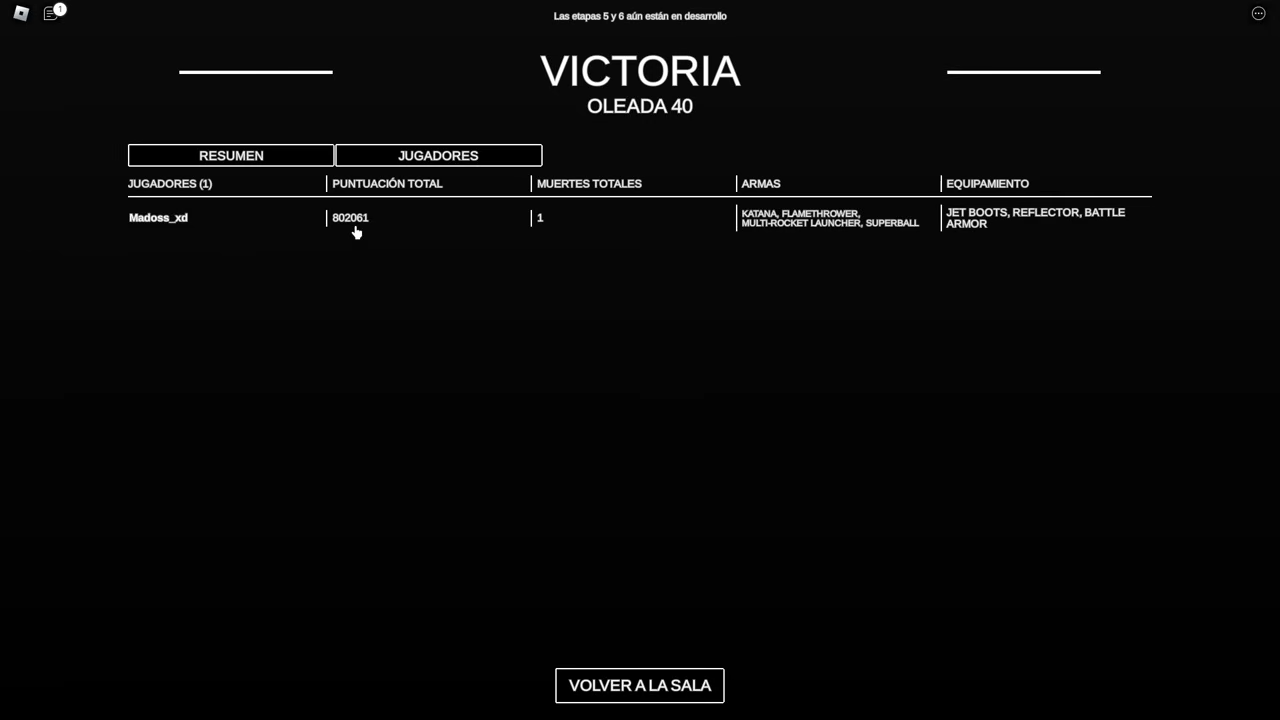 1
Las etapas 5 y 6 aún están en desarrollo
VICTORIA
OLEADA 40
RESUMEN JUGADORES
JUGADORES (1) PUNTUACIÓN TOTAL MUERTES TOTALES ARMAS EQUIPAMIENTO
Madoss_xd 802061 1 KATANA, FLAMETHROWER,
MULTI-ROCKET LAUNCHER, SUPERBALL
JET BOOTS, REFLECTOR, BATTLE
ARMOR
VOLVER A LA SALA